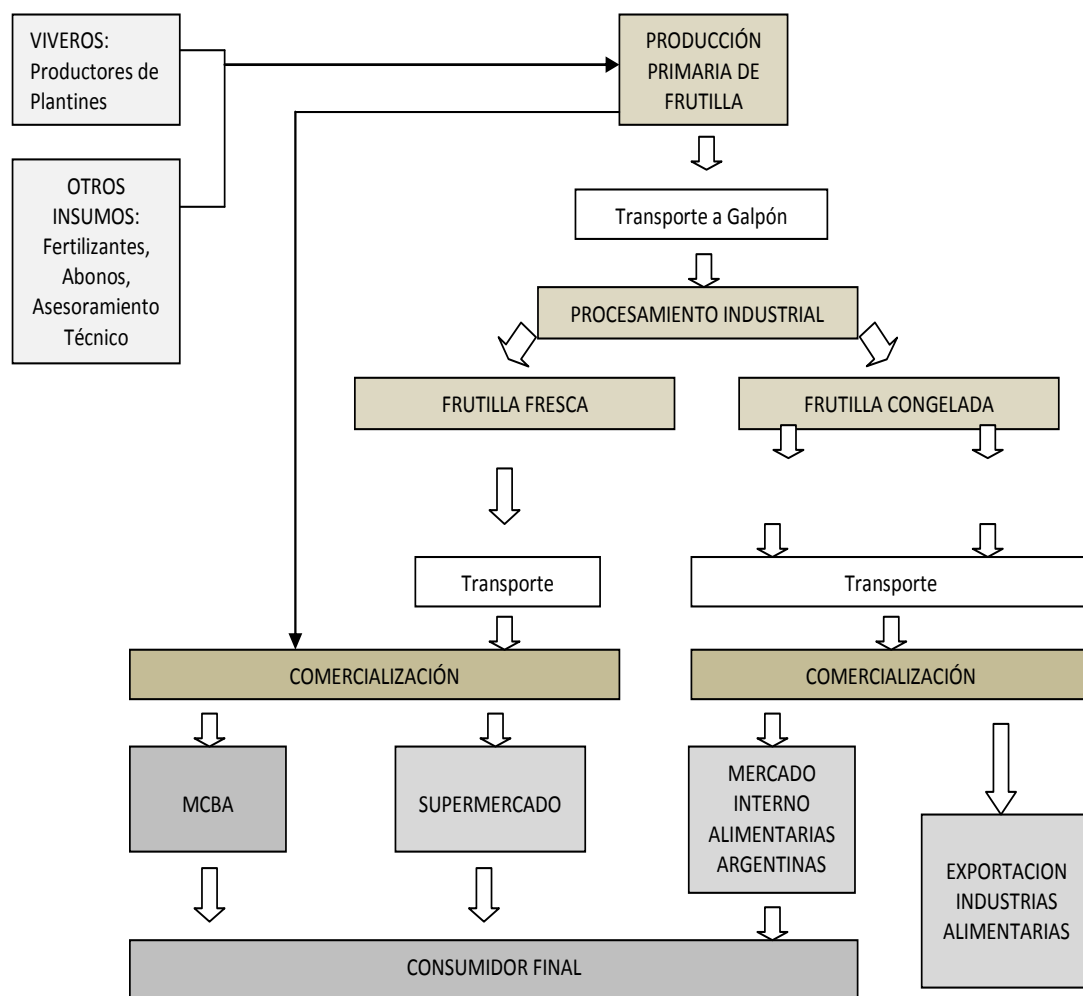 VIVEROS:
Productores de
Plantines
PRODUCCIÓN
PRIMARIA DE
FRUTILLA
OTROS
INSUMOS:
Fertilizantes,
Abonos,
Asesoramiento
Técnico
Transporte a Galpón
PROCESAMIENTO INDUSTRIAL
FRUTILLA FRESCA
FRUTILLA CONGELADA
Transporte
Transporte
COMERCIALIZACIÓN
COMERCIALIZACIÓN
MCBA
SUPERMERCADO
MERCADO
INTERNO
ALIMENTARIAS
ARGENTINAS
EXPORTACION
INDUSTRIAS
ALIMENTARIAS
CONSUMIDOR FINAL